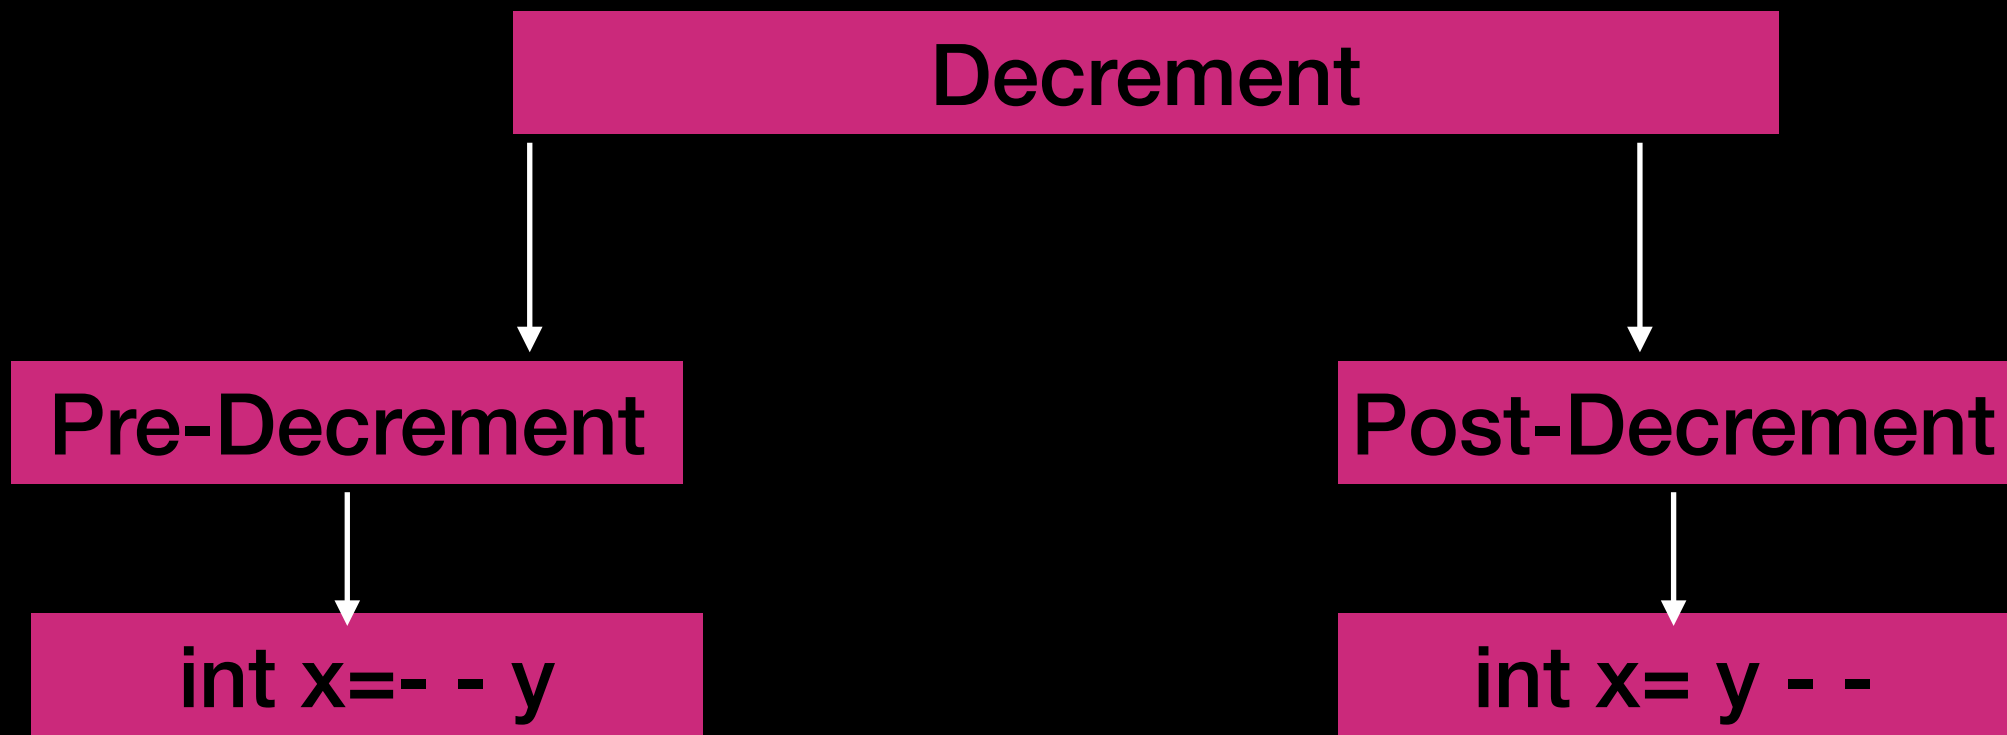 Decrement
Pre-Decrement
Post-Decrement
int x=- - y
int x= y - -